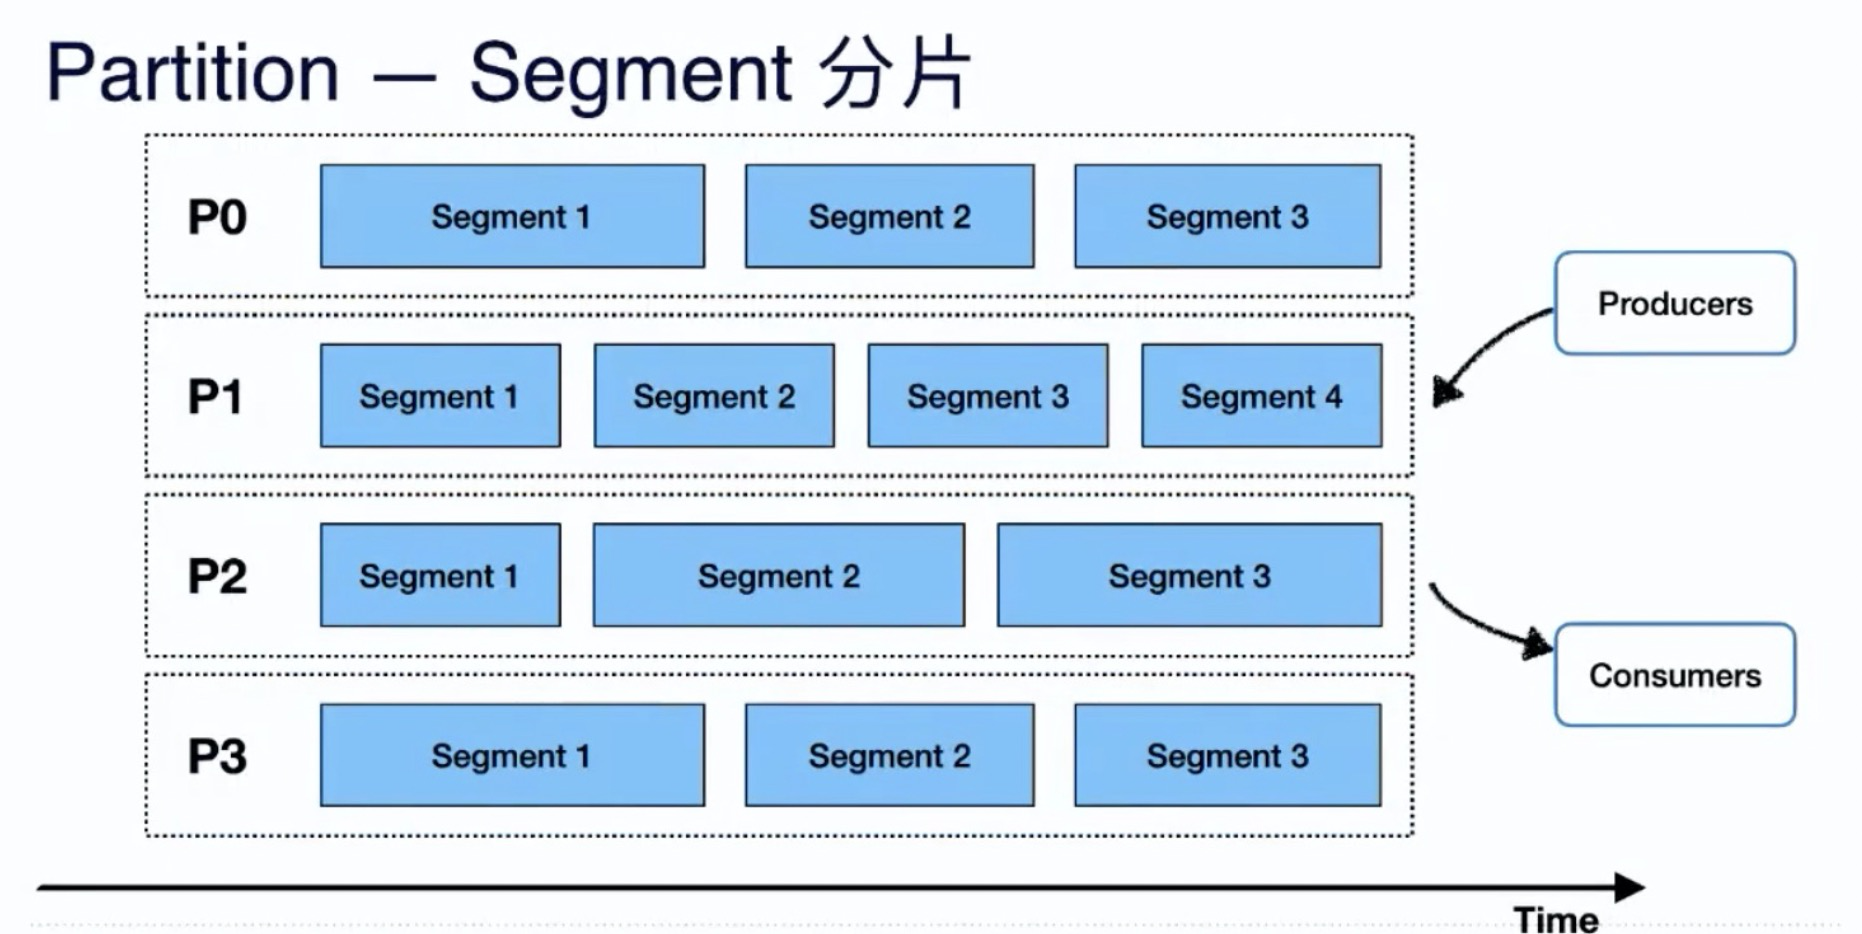 Partition — Segment 分片
P0
Segment 1
Segment 2
Segment 3
Producers
P1
Segment 1
Segment 2
Segment 3
Segment 4
P2
Segment 1
Segment 2
Segment 3
Consumers
P3
Segment 1
Segment 2
Segment 3
Time